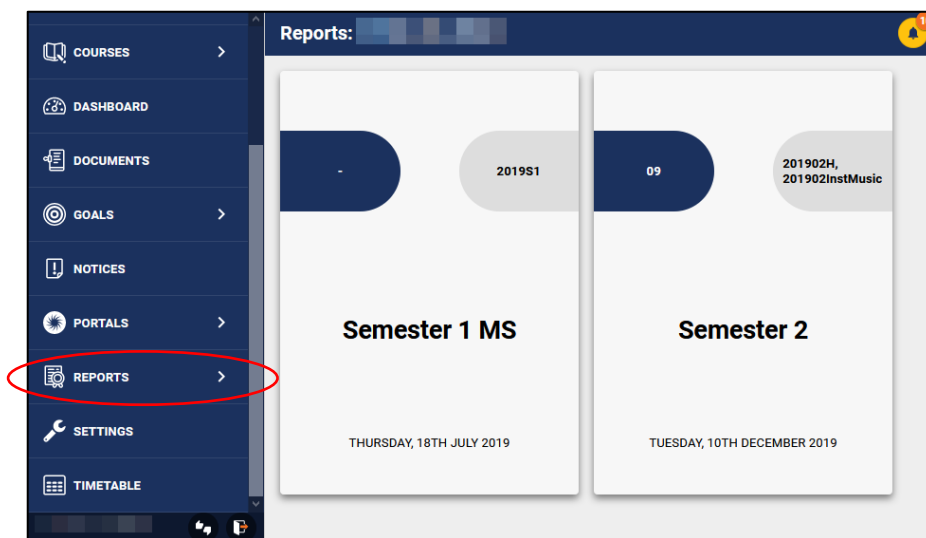 COURSES
DASHBOARD
DOCUMENTS
GOALS
NOTICES
PORTALS
REPORTS
SETTINGS
TIMETABLE
Reports:
-
2019S1
Semester 1 MS
THURSDAY, 18TH JULY 2019
09
201902H,
201902InstMusic
Semester 2
TUESDAY, 10TH DECEMBER 2019